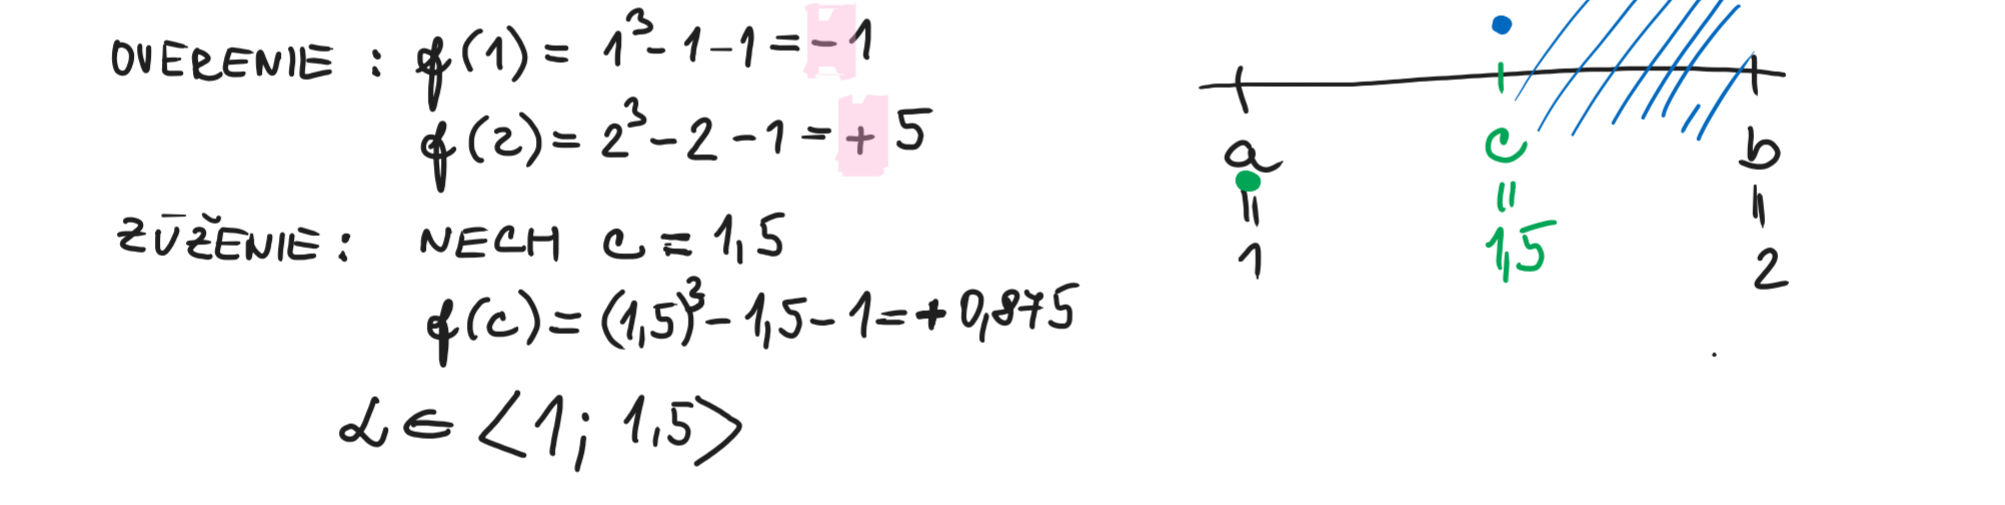 OVERENIE : f(1) = 1³ - 1 - 1 = - 1
f(2) = 2³ - 2 - 1 = + 5
ZÚŽENIE : NECH c = 1,5
f(c) = (1,5)³ - 1,5 - 1 = + 0,875
α ∈ <1; 1,5>
a c b
|| || ||
1 1,5 2